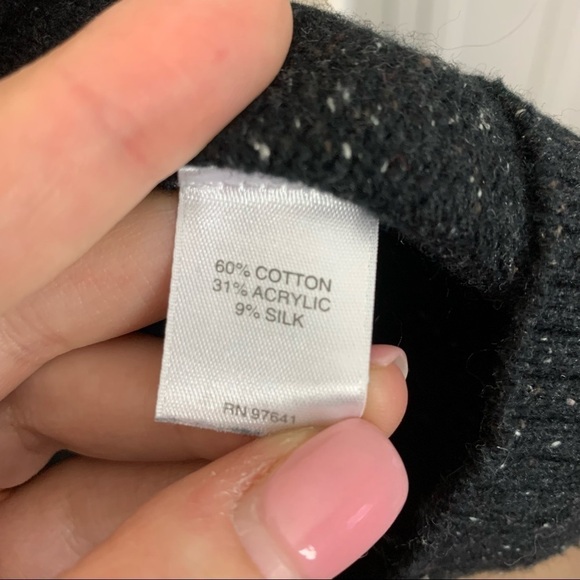 60% COTTON
31% ACRYLIC
9% SILK
RN 97641